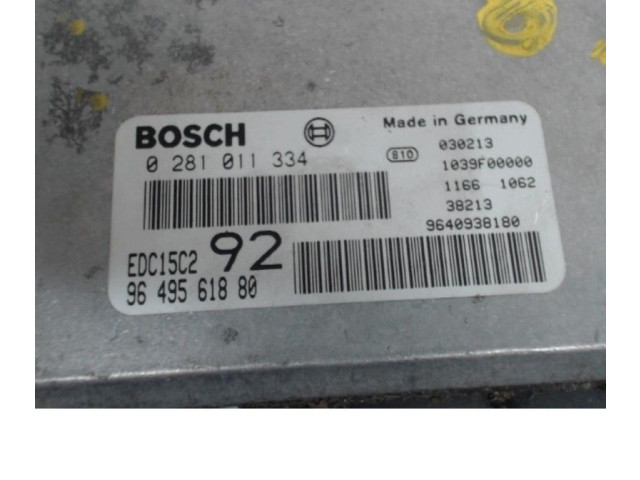 BOSCH
0 281 011 334
Made in Germany
810
030213
1039F00000
1166 1062
38213
9640938180
EDC15C2 92
96 495 618 80